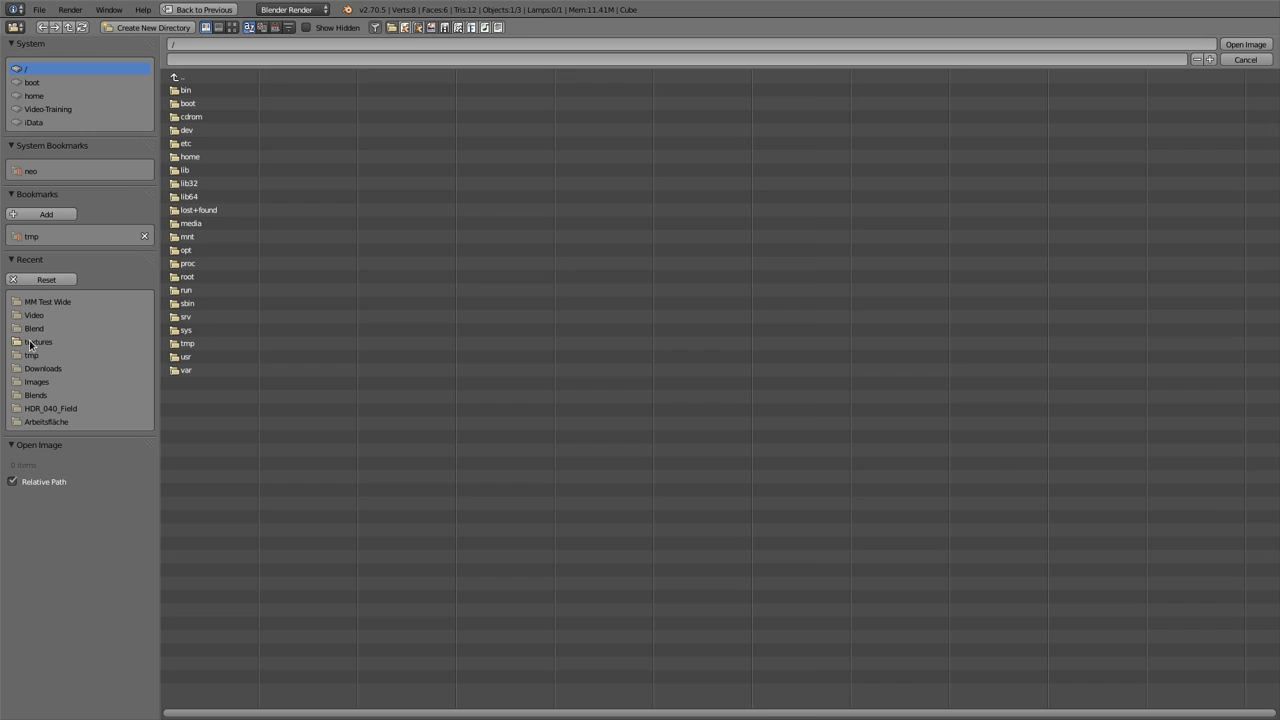 File Render Window Help Back to Previous Blender Render v2.70.5 | Verts:8 | Faces:6 | Tris:12 | Objects:1/3 | Lamps:0/1 | Mem:11.41M | Cube
Create New Directory Show Hidden
System
/
boot
home
Video-Training
iData
System Bookmarks
neo
Bookmarks
Add
tmp
Recent
Reset
MM Test Wide
Video
Blend
textures
tmp
Downloads
Images
Blends
HDR_040_Field
Arbeitsfläche
Open Image
0 items
Relative Path
/ Open Image
Cancel
..
bin
boot
cdrom
dev
etc
home
lib
lib32
lib64
lost+found
media
mnt
opt
proc
root
run
sbin
srv
sys
tmp
usr
var